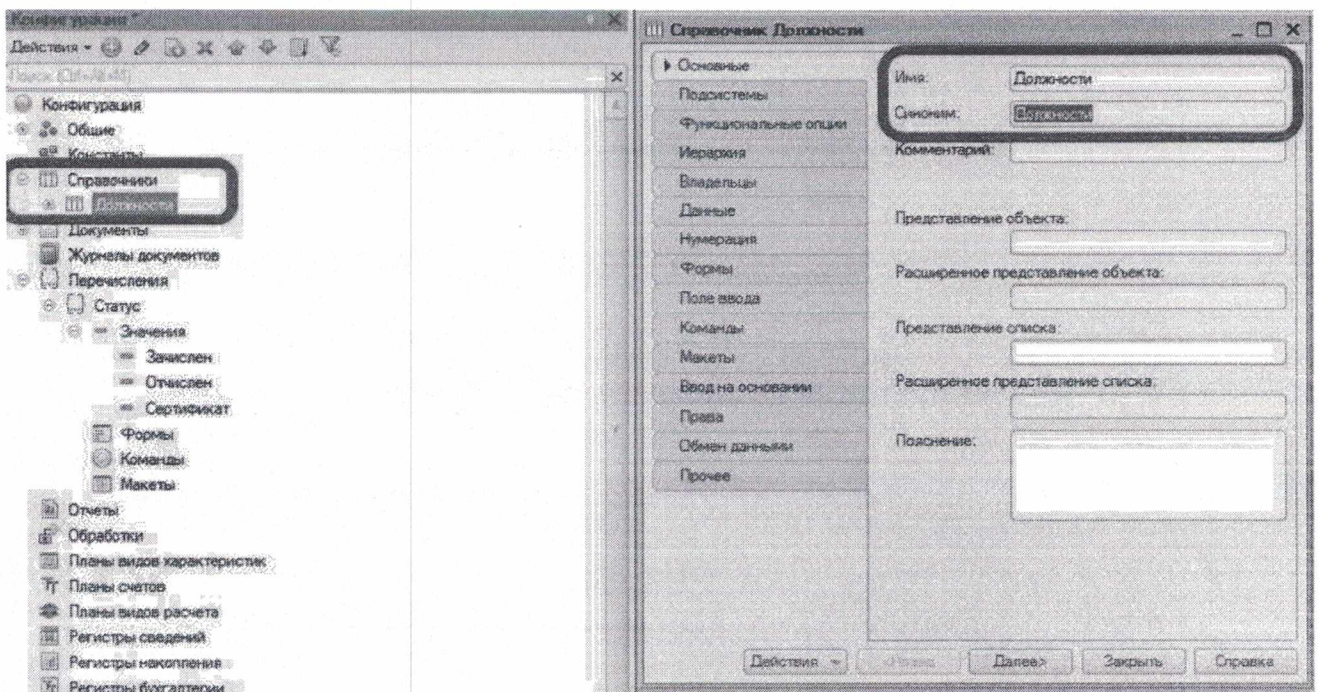 Конфигурация *
Действия
Поиск (Ctrl+Alt+M)
Конфигурация
Общие
Константы
Справочники
Должности
Документы
Журналы документов
Перечисления
Статус
Значения
Зачислен
Отчислен
Сертификат
Формы
Команды
Макеты
Отчеты
Обработки
Планы видов характеристик
Планы счетов
Планы видов расчета
Регистры сведений
Регистры накопления
Регистры бухгалтерии
Справочник Должности
Основные
Подсистемы
Функциональные опции
Иерархия
Владельцы
Данные
Нумерация
Формы
Поле ввода
Команды
Макеты
Ввод на основании
Права
Обмен данными
Прочее
Имя: Должности
Синоним: Должности
Комментарий:
Представление объекта:
Расширенное представление объекта:
Представление списка:
Расширенное представление списка:
Пояснение:
Действия <Назад Далее> Закрыть Справка